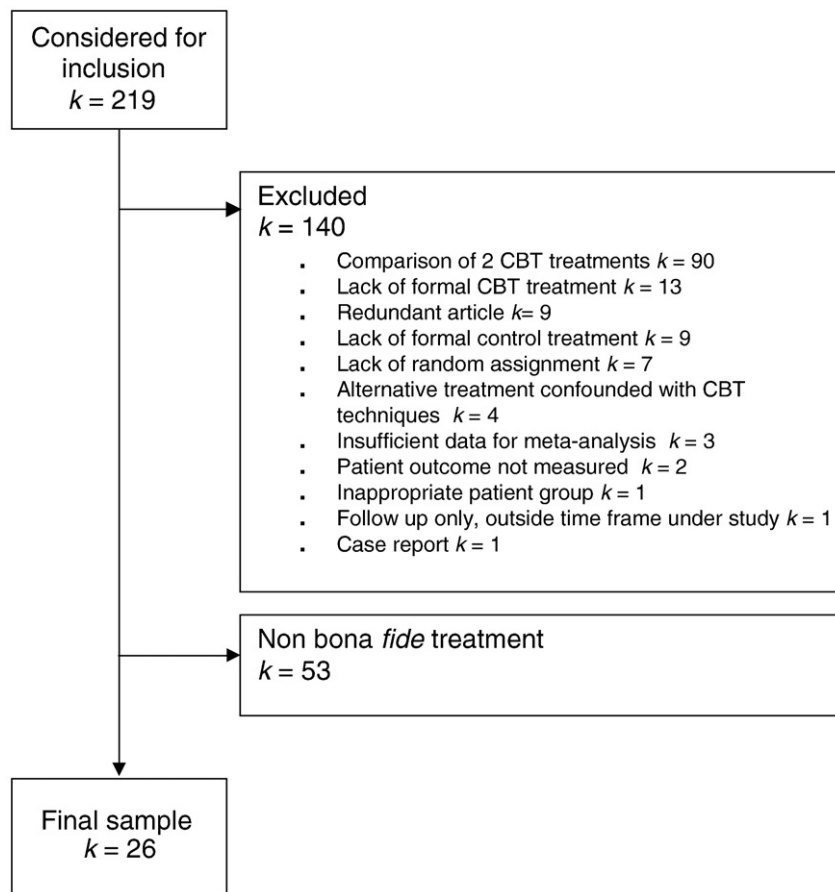 Considered for
inclusion
k = 219
Excluded
k = 140
. Comparison of 2 CBT treatments k = 90
. Lack of formal CBT treatment k = 13
. Redundant article k= 9
. Lack of formal control treatment k = 9
. Lack of random assignment k = 7
. Alternative treatment confounded with CBT
techniques k = 4
. Insufficient data for meta-analysis k = 3
. Patient outcome not measured k = 2
. Inappropriate patient group k = 1
. Follow up only, outside time frame under study k = 1
. Case report k = 1
Non bona fide treatment
k = 53
Final sample
k = 26